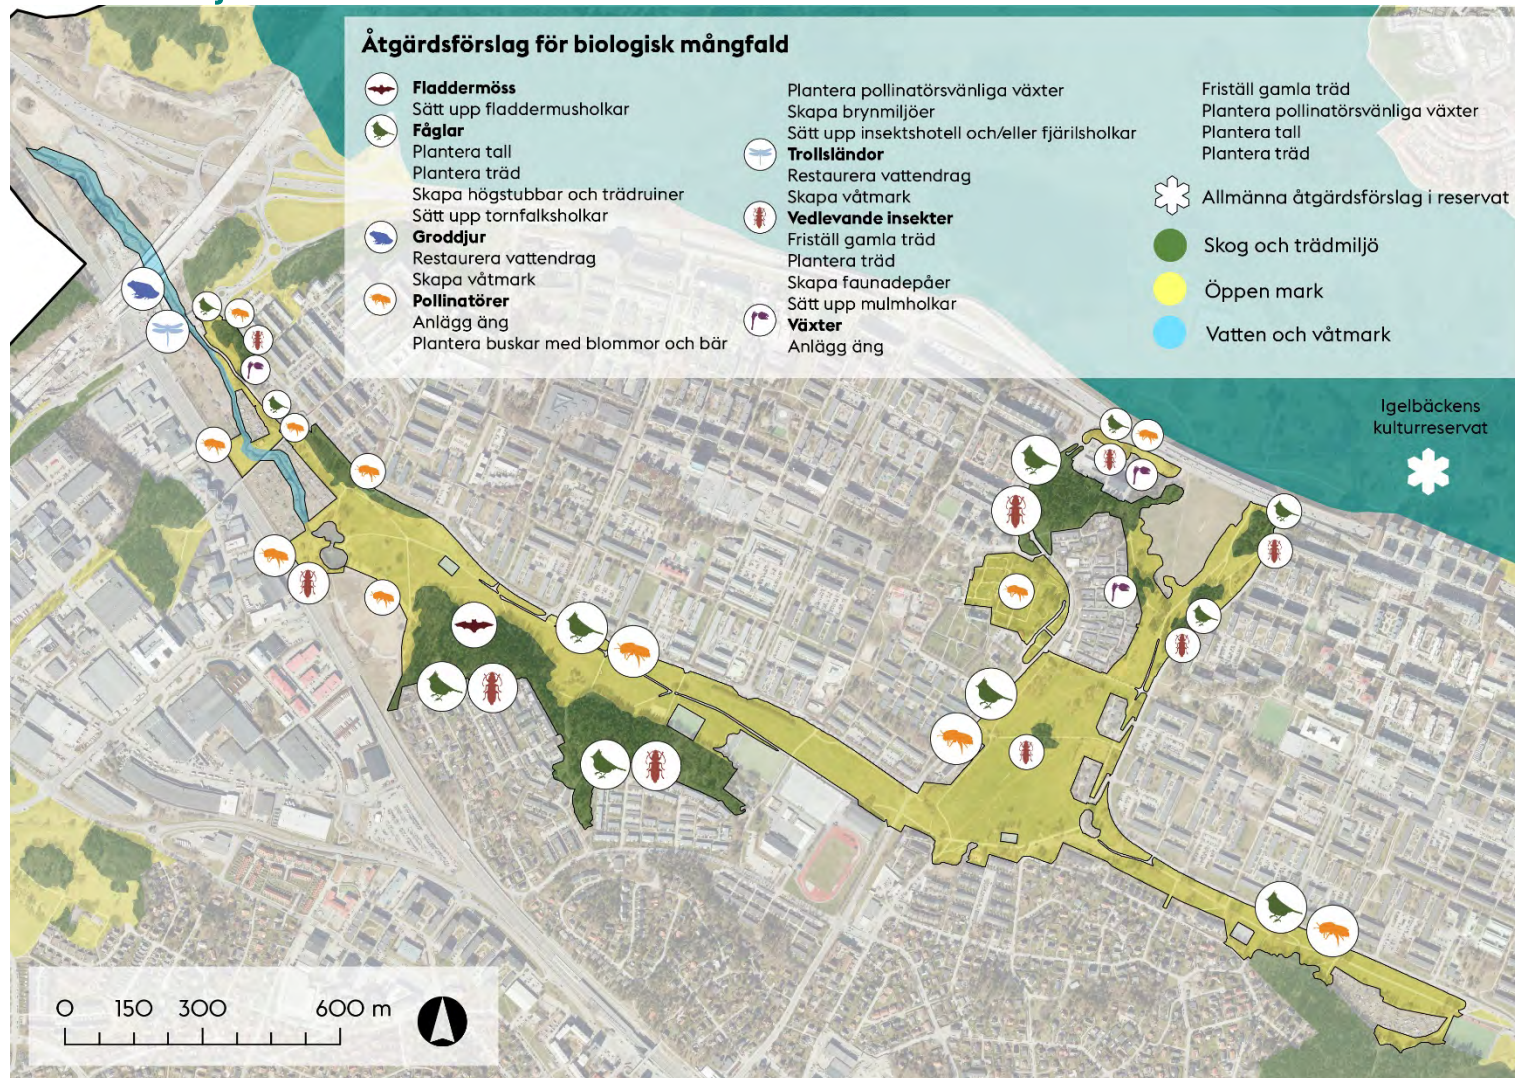 Åtgärdsförslag för biologisk mångfald
Fladdermöss
Sätt upp fladdermusholkar
Fåglar
Plantera tall
Plantera träd
Skapa högstubbar och trädruiner
Sätt upp tornfalksholkar
Groddjur
Restaurera vattendrag
Skapa våtmark
Pollinatörer
Anlägg äng
Plantera buskar med blommor och bär
Plantera pollinatörsvänliga växter
Skapa brynmiljöer
Sätt upp insektshotell och/eller fjärilsholkar
Trollsländor
Restaurera vattendrag
Skapa våtmark
Vedlevande insekter
Friställ gamla träd
Plantera träd
Skapa faunadepåer
Sätt upp mulmholkar
Växter
Anlägg äng
Friställ gamla träd
Plantera pollinatörsvänliga växter
Plantera tall
Plantera träd
Allmänna åtgärdsförslag i reservat
Skog och trädmiljö
Öppen mark
Vatten och våtmark
Igelbäckens
kulturreservat
0 150 300 600 m